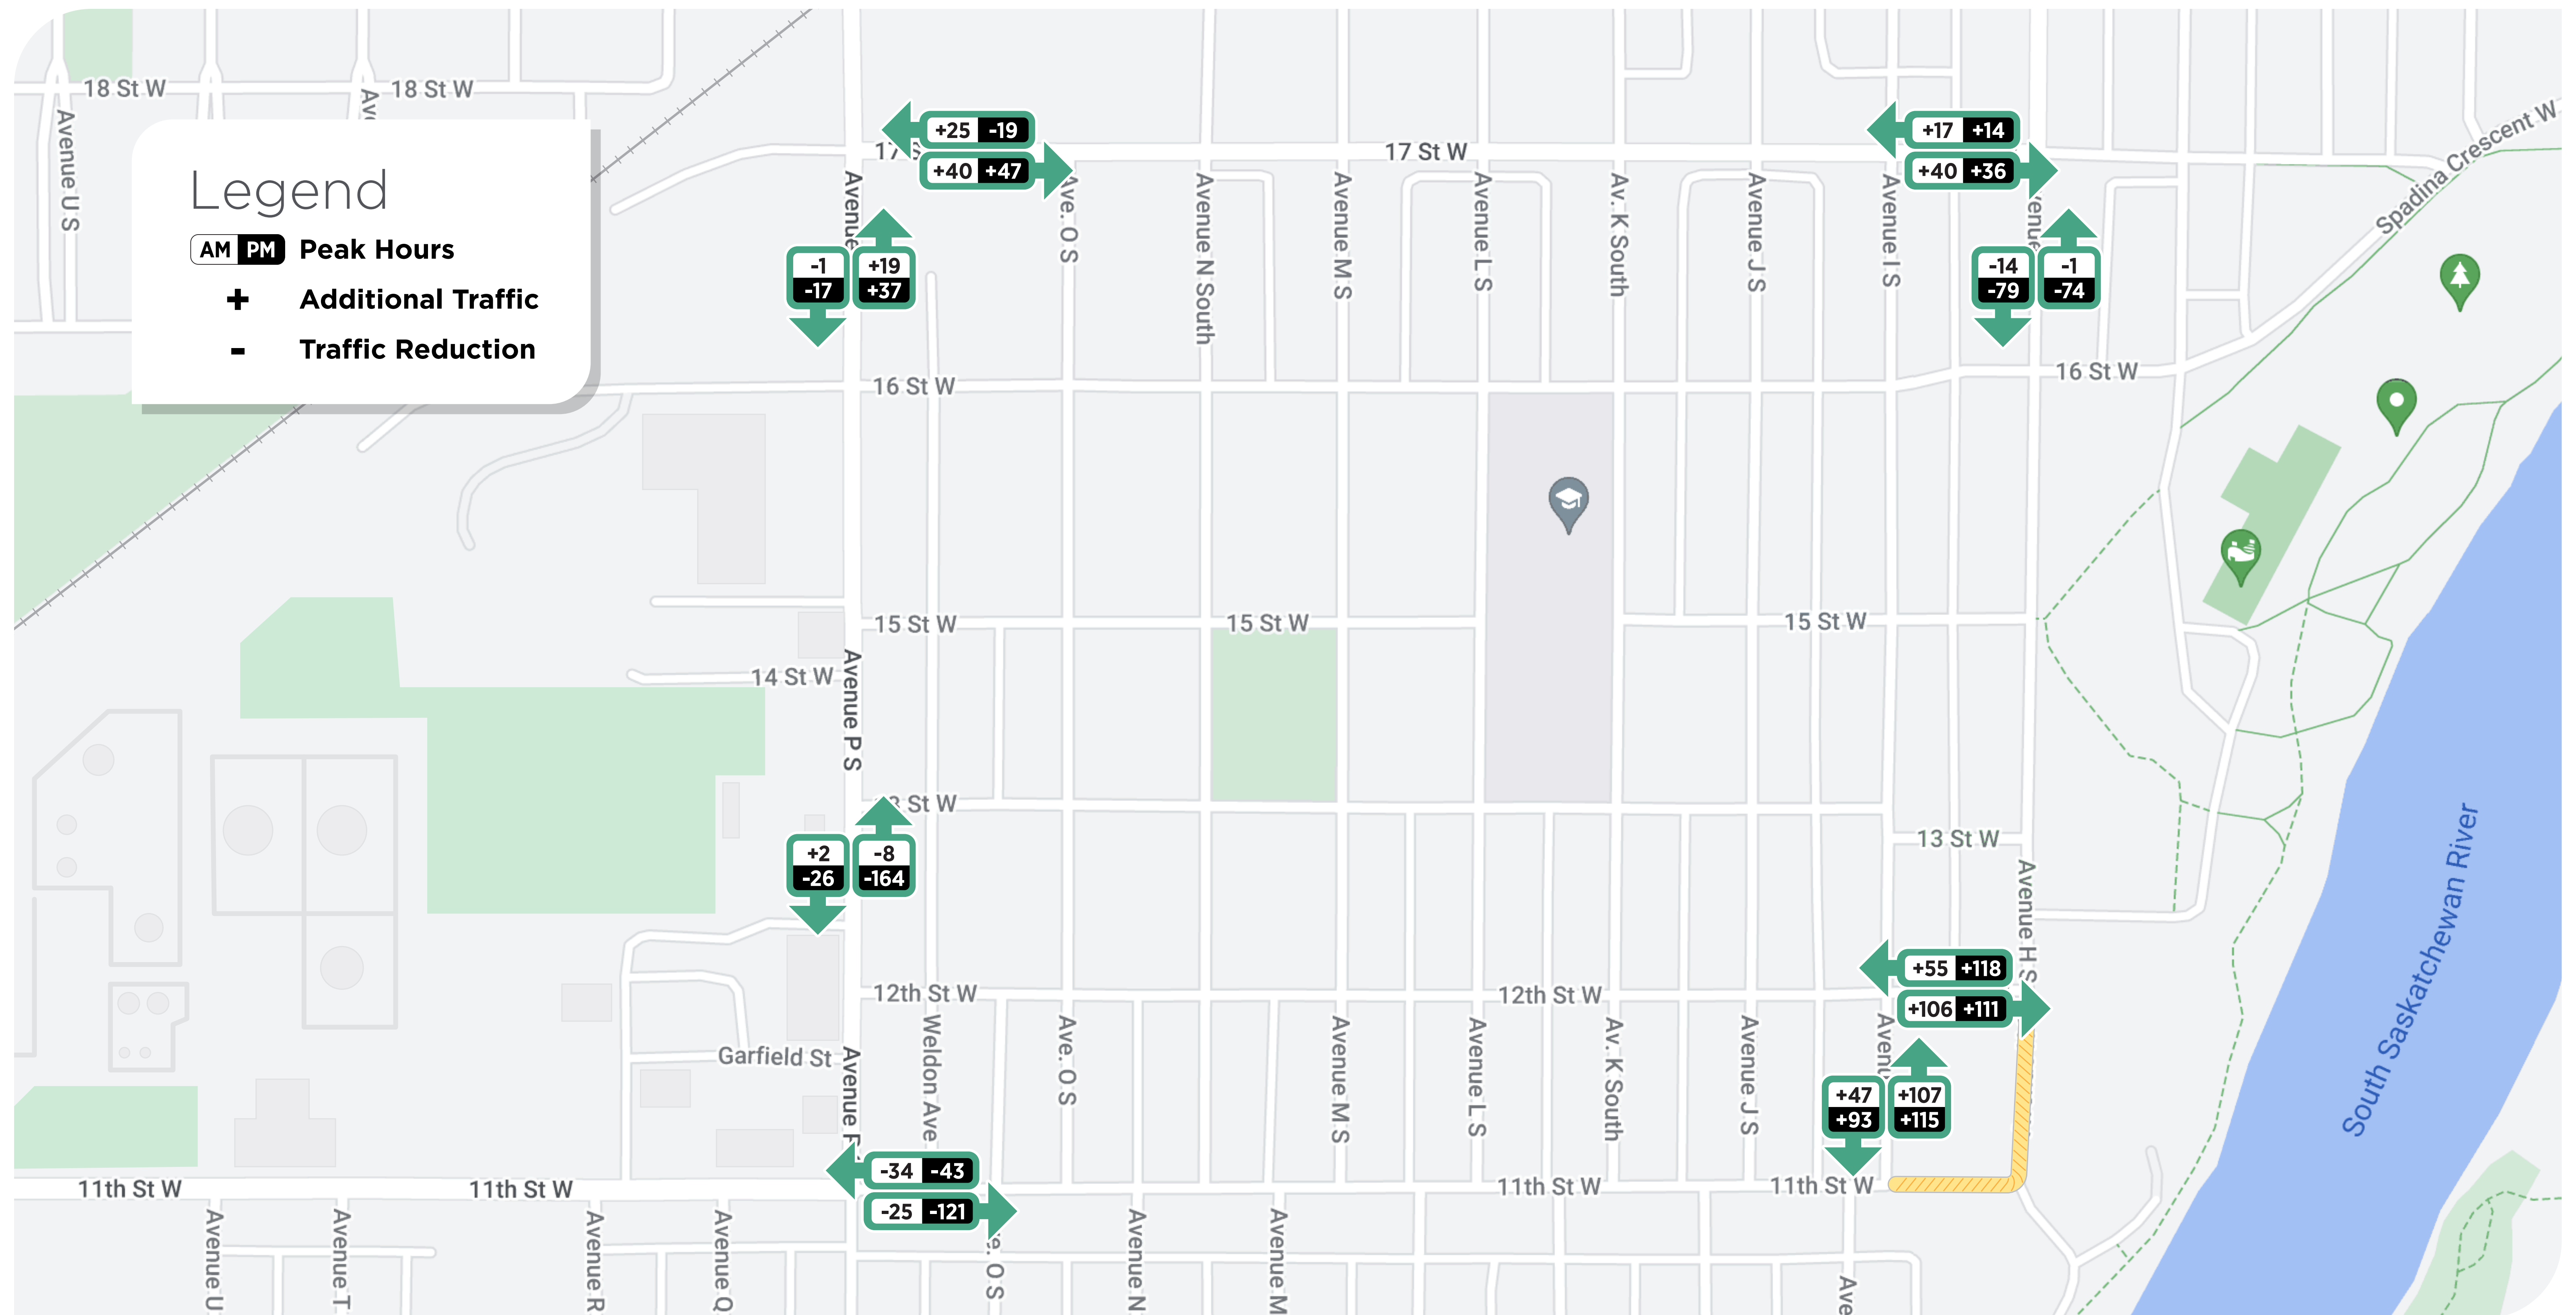 18 St W
18 St W
Avenue U S
Legend
AM PM Peak Hours
+ Additional Traffic
- Traffic Reduction
+25 -19
+40 +47
17 St W
+17 +14
+40 +36
Spadina Crescent W
Avenue
Ave. O S
Avenue N South
Avenue M S
Avenue L S
Av. K South
Avenue J S
Avenue I S
-1
-17
+19
+37
-14
-79
-1
-74
16 St W
16 St W
15 St W
15 St W
15 St W
14 St W
Avenue P S
St W
13 St W
+2
-26
-8
-164
Avenue H S
South Saskatchewan River
+55 +118
+106 +111
12th St W
12th St W
Garfield St
Avenue
Weldon Ave
Ave. O S
Avenue M S
Avenue L S
Av. K South
Avenue J S
+47
+93
+107
+115
-34 -43
-25 -121
11th St W
11th St W
11th St W
11th St W
Avenue U
Avenue T
Avenue R
Avenue Q
O S
Avenue N
Avenue M
Ave